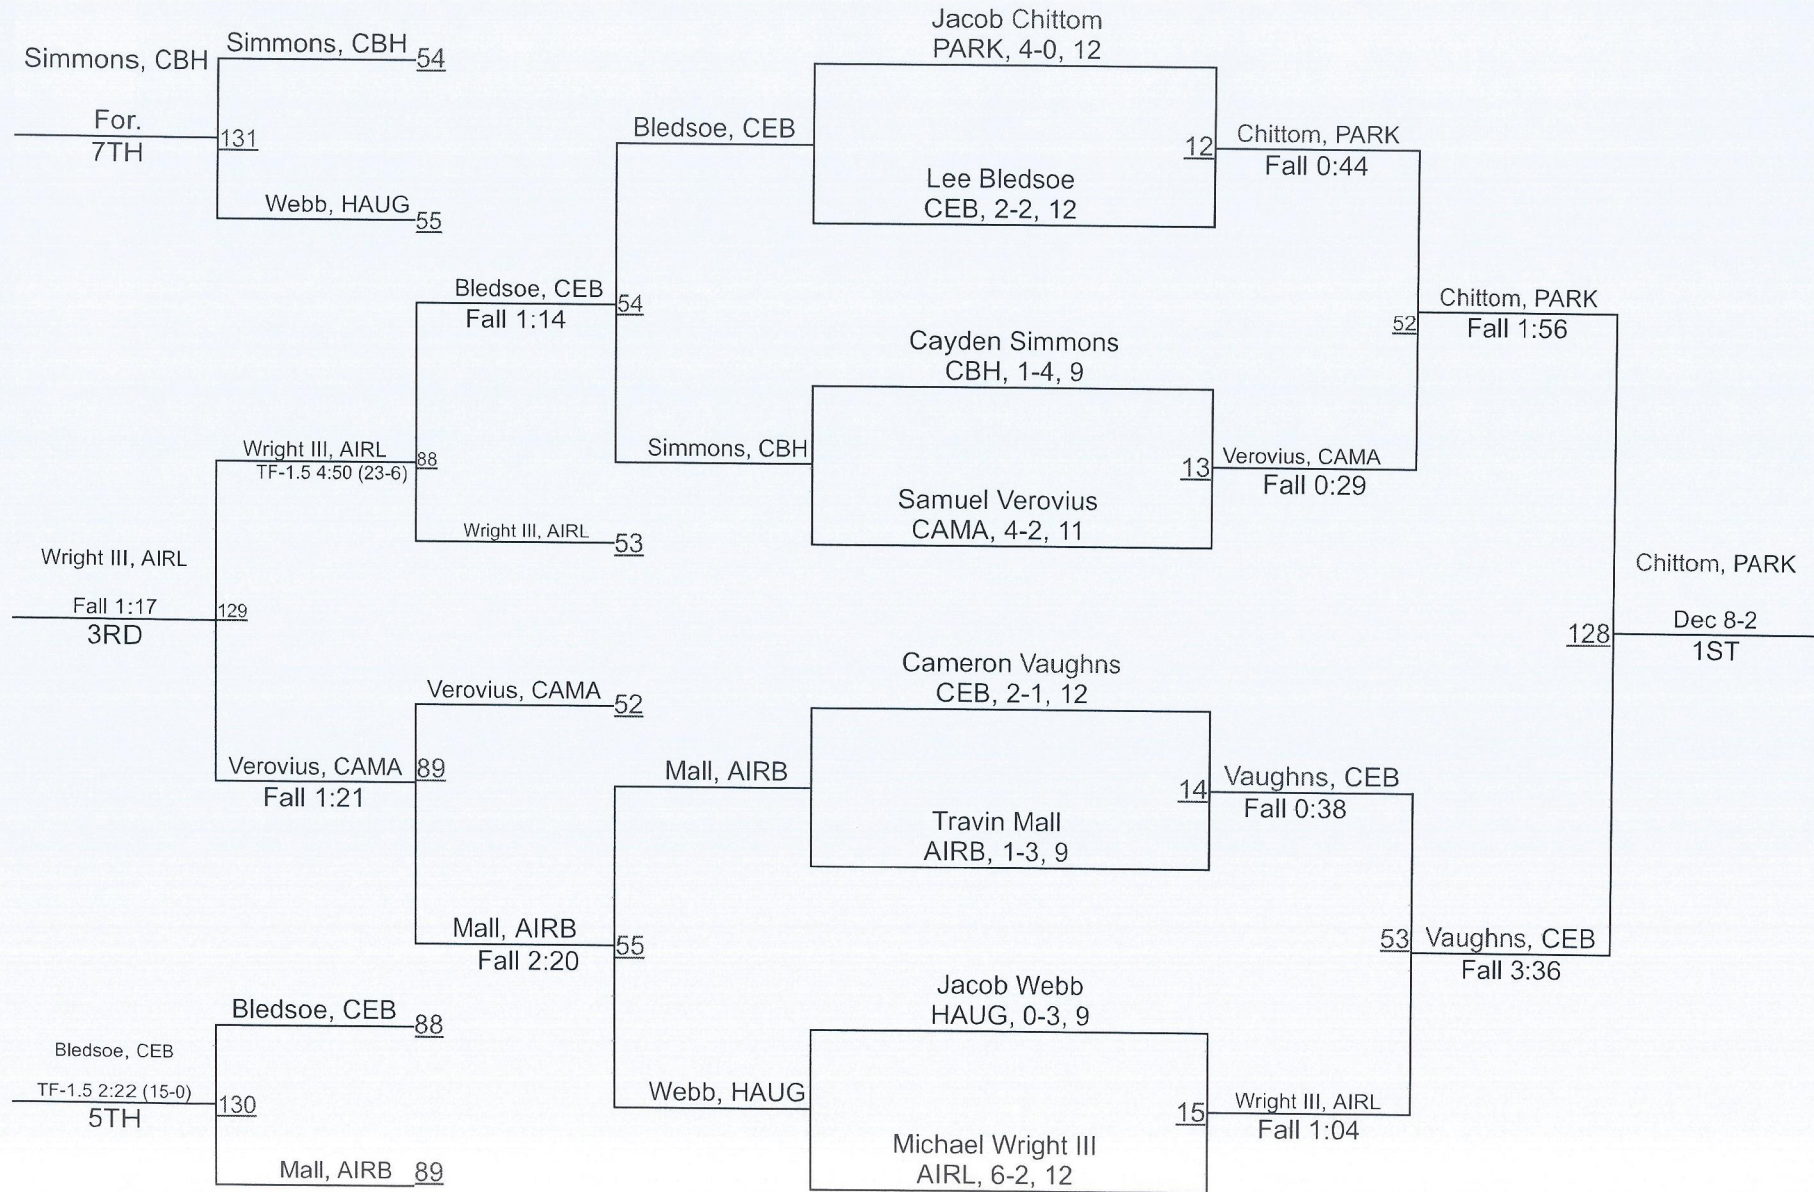 Jacob Chittom
PARK, 4-0, 12
Simmons, CBH
Simmons, CBH
54
For.
7TH
131
Bledsoe, CEB
12
Chittom, PARK
Fall 0:44
Lee Bledsoe
CEB, 2-2, 12
Webb, HAUG
55
Bledsoe, CEB
Fall 1:14
54
Chittom, PARK
Fall 1:56
52
Cayden Simmons
CBH, 1-4, 9
Wright III, AIRL
TF-1.5 4:50 (23-6)
88
Simmons, CBH
13
Verovius, CAMA
Fall 0:29
Samuel Verovius
CAMA, 4-2, 11
Wright III, AIRL
53
Wright III, AIRL
Fall 1:17
3RD
129
Chittom, PARK
Dec 8-2
1ST
128
Cameron Vaughns
CEB, 2-1, 12
Verovius, CAMA
52
Verovius, CAMA
Fall 1:21
89
Mall, AIRB
14
Vaughns, CEB
Fall 0:38
Travin Mall
AIRB, 1-3, 9
Mall, AIRB
Fall 2:20
55
53
Vaughns, CEB
Fall 3:36
Jacob Webb
HAUG, 0-3, 9
Bledsoe, CEB
88
Bledsoe, CEB
TF-1.5 2:22 (15-0)
5TH
130
Webb, HAUG
15
Wright III, AIRL
Fall 1:04
Michael Wright III
AIRL, 6-2, 12
Mall, AIRB
89